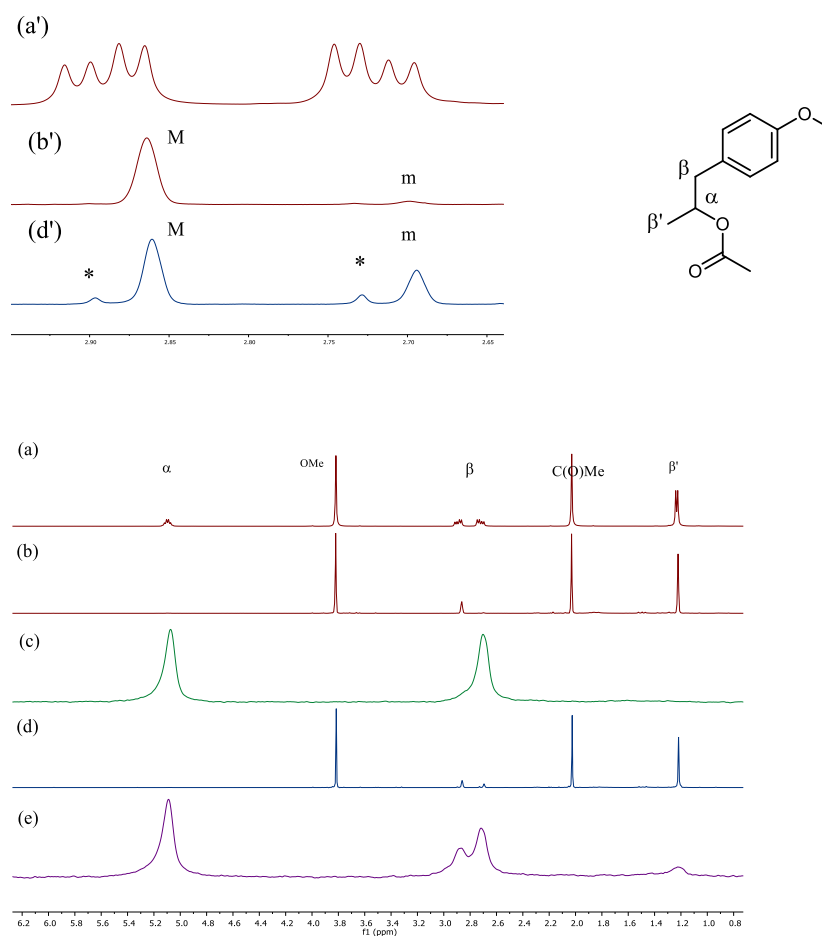 (a')
(b')
M
m
(d')
M
m
*
*
2.90
2.85
2.80
2.75
2.70
2.65
O
β
α
β'
O
O
(a)
α
OMe
β
C(O)Me
β'
(b)
(c)
(d)
(e)
6.2 6.0 5.8 5.6 5.4 5.2 5.0 4.8 4.6 4.4 4.2 4.0 3.8 3.6 3.4 3.2 3.0 2.8 2.6 2.4 2.2 2.0 1.8 1.6 1.4 1.2 1.0 0.8
f1 (ppm)